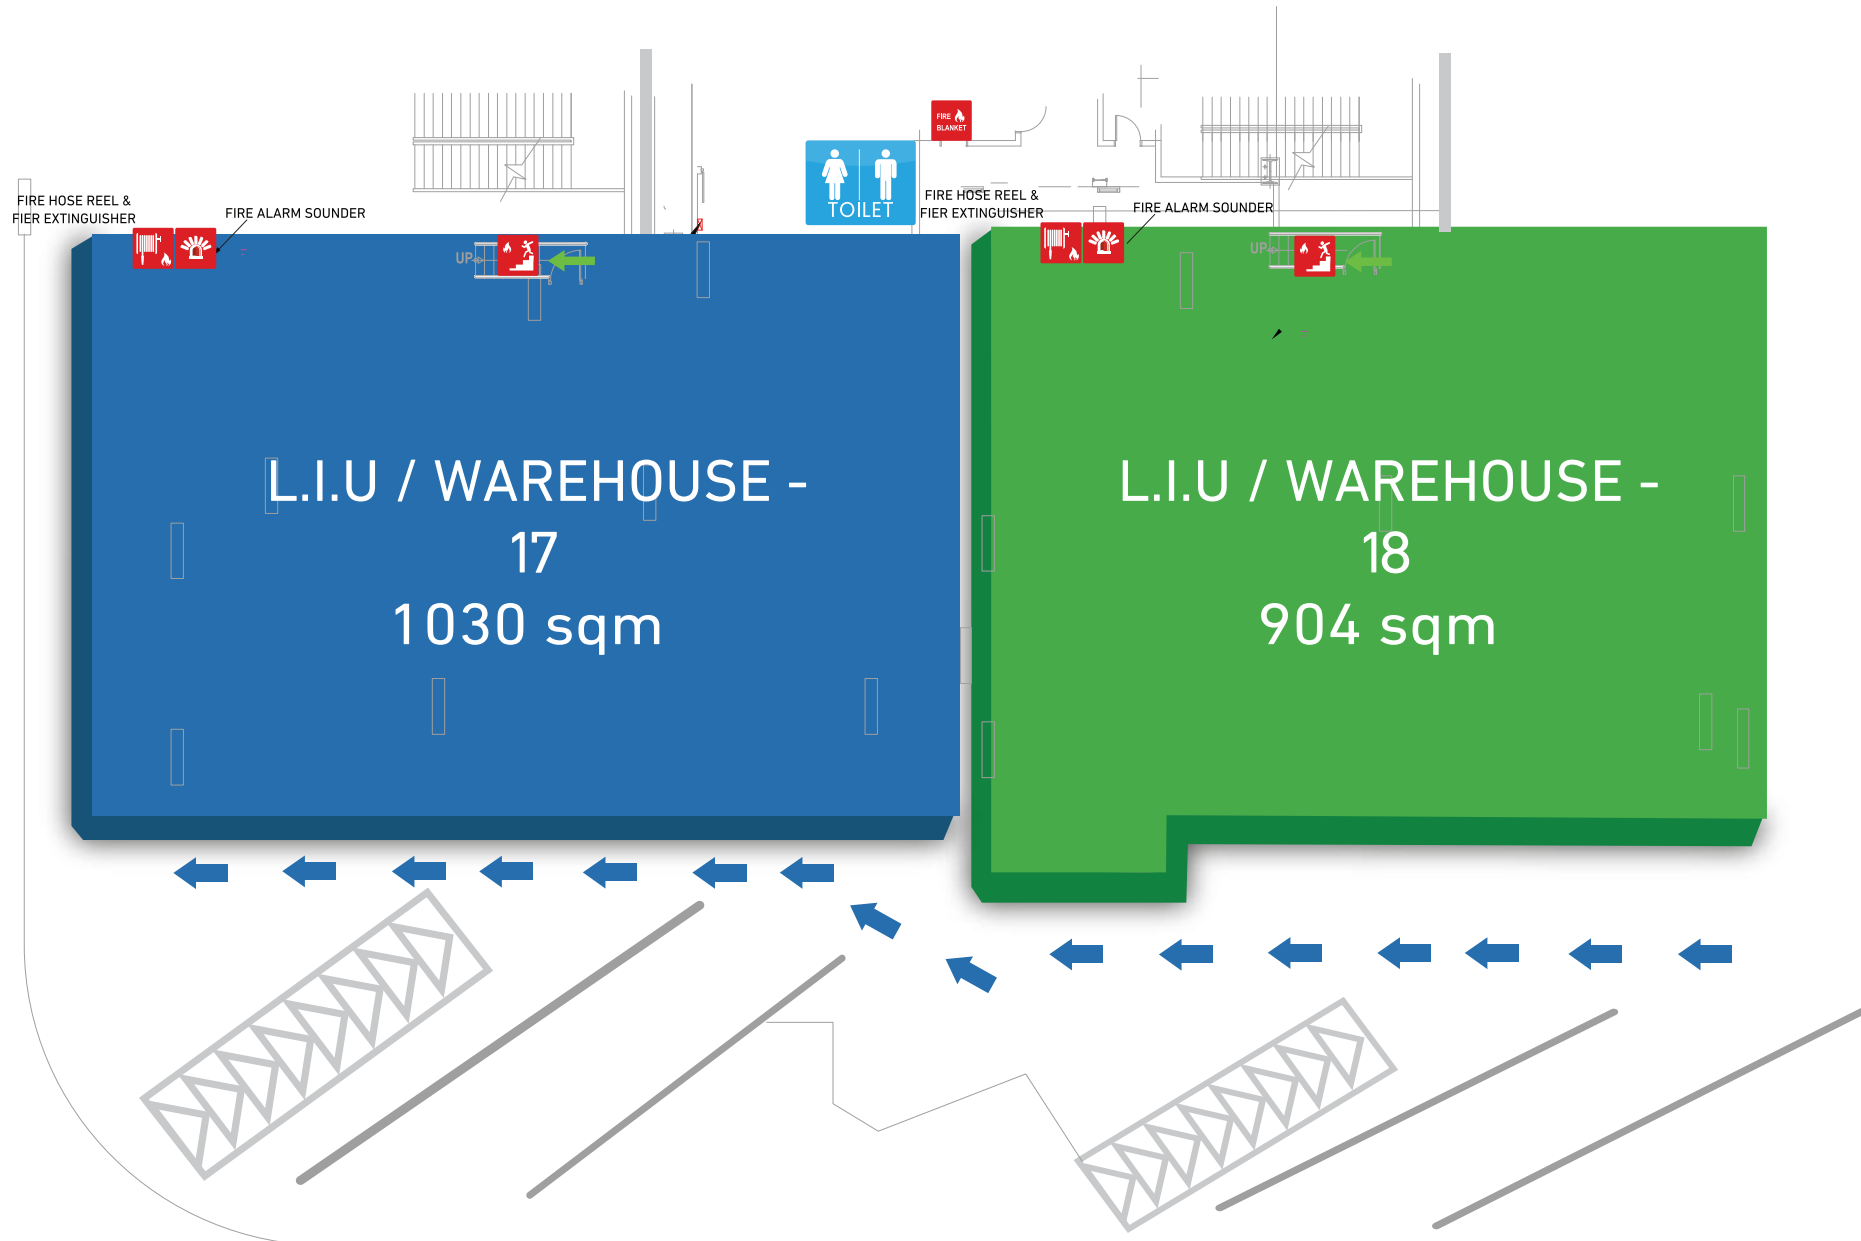 FIRE
BLANKET
TOILET
FIRE HOSE REEL &
FIER EXTINGUISHER
FIRE ALARM SOUNDER
FIRE HOSE REEL &
FIER EXTINGUISHER
FIRE ALARM SOUNDER
UP
UP
L.I.U / WAREHOUSE -
17
1030 sqm
L.I.U / WAREHOUSE -
18
904 sqm